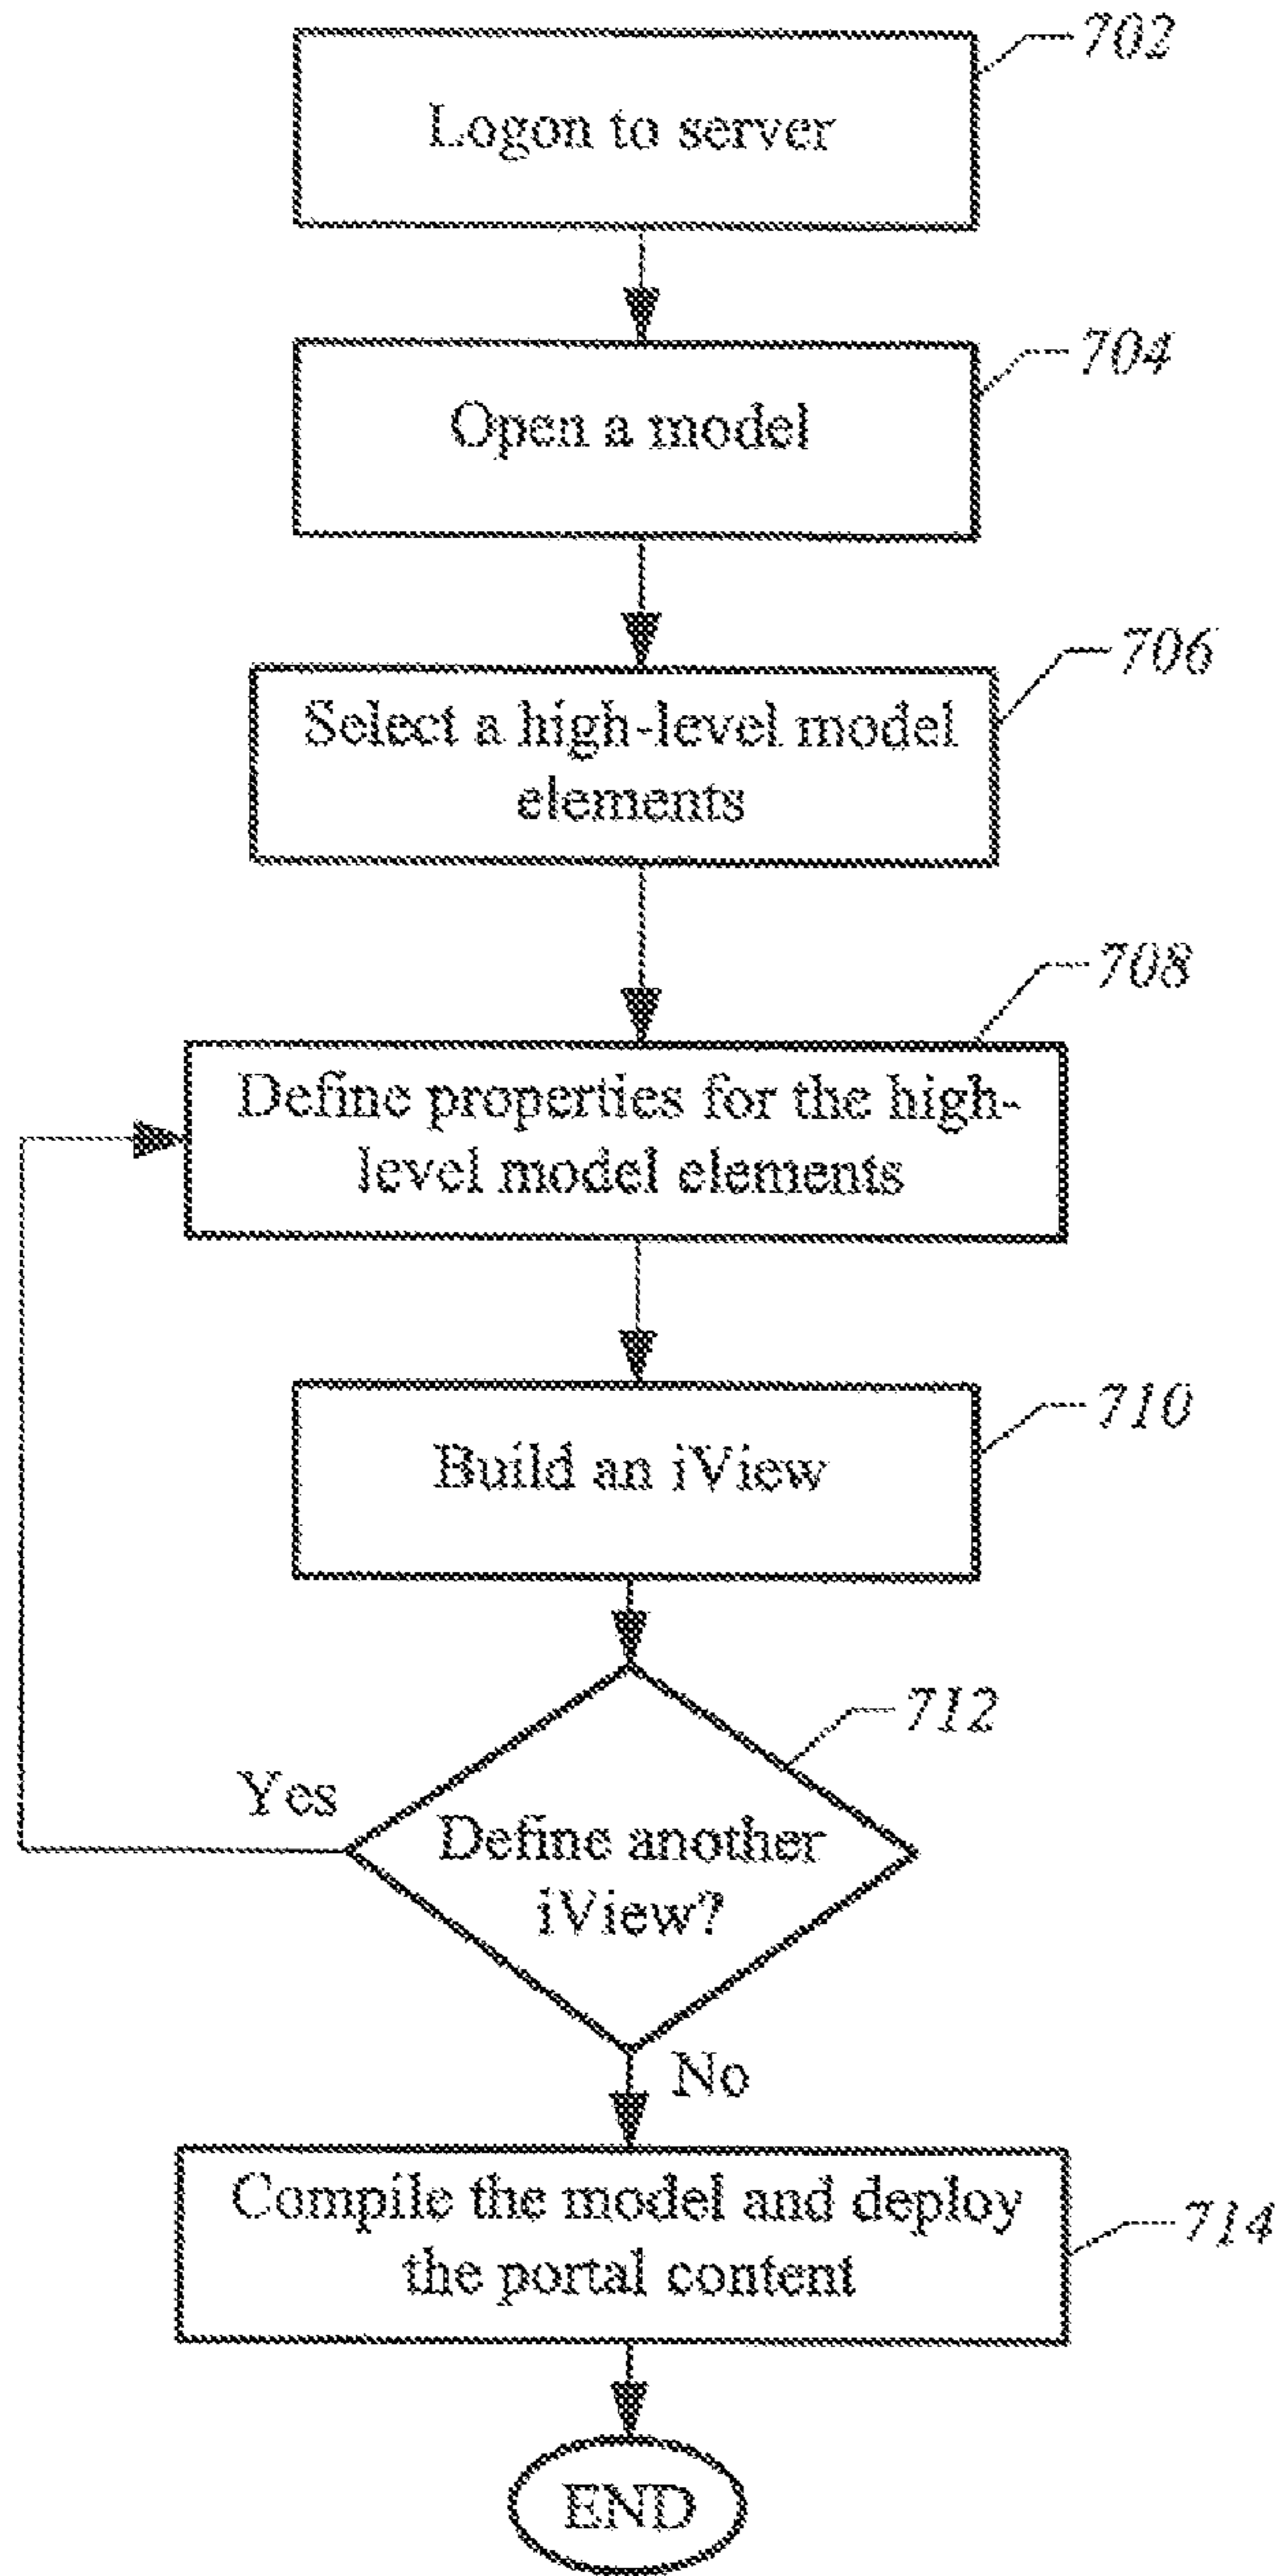 702
Logon to server
704
Open a model
706
Select a high-level model
elements
708
Define properties for the high-
level model elements
710
Build an iView
712
Yes
Define another
iView?
No
Compile the model and deploy
the portal content
714
END